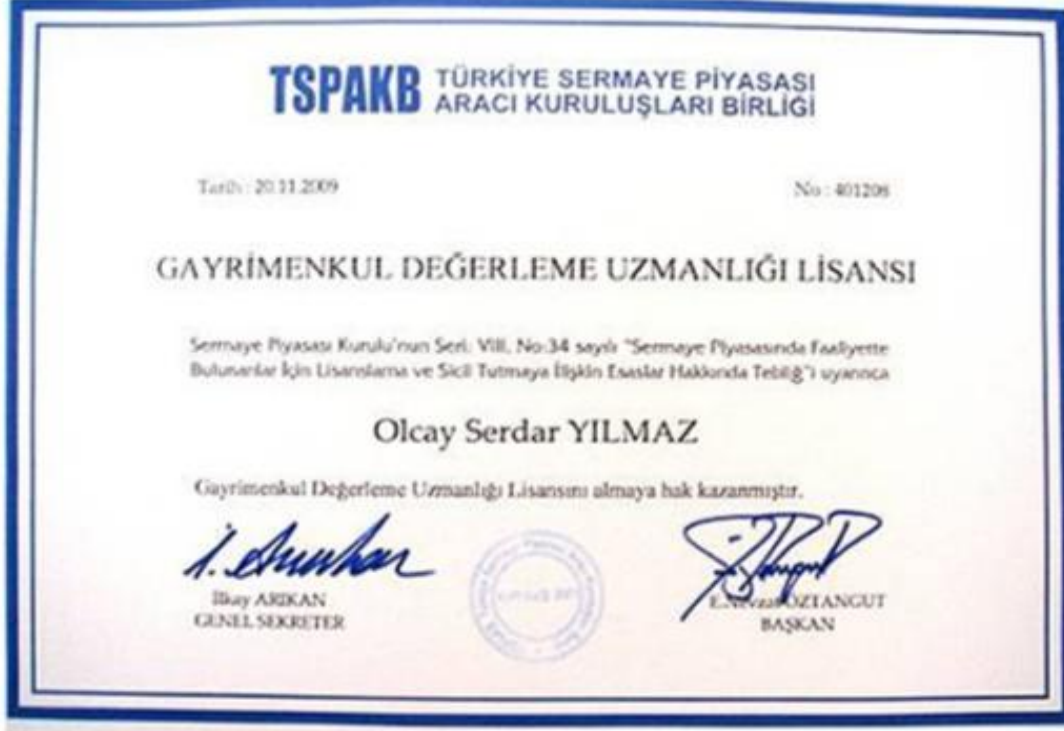 TSPAKB TÜRKİYE SERMAYE PİYASASI
ARACI KURULUŞLARI BİRLİĞİ
Tarih : 20.11.2009
No : 401208
GAYRİMENKUL DEĞERLEME UZMANLIĞI LİSANSI
Sermaye Piyasası Kurulu'nun Seri: VIII, No:34 sayılı "Sermaye Piyasasında Faaliyette
Bulunanlar İçin Lisanslama ve Sicil Tutmaya İlişkin Esaslar Hakkında Tebliğ"i uyarınca
Olcay Serdar YILMAZ
Gayrimenkul Değerleme Uzmanlığı Lisansını almaya hak kazanmıştır.
İlkay ARIKAN
GENEL SEKRETER
E.Nevzat ÖZTANGUT
BAŞKAN